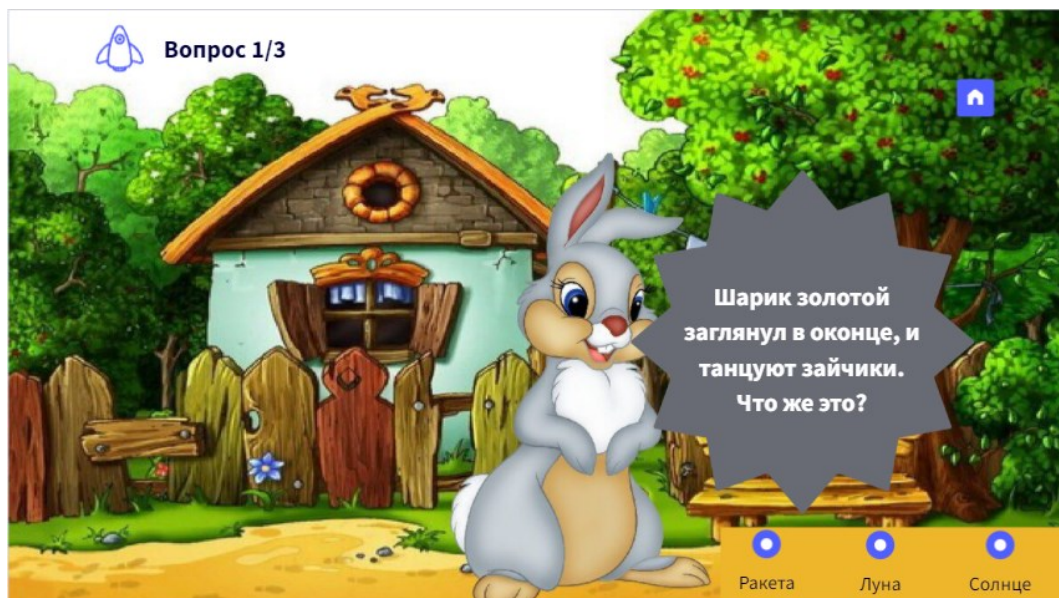 Вопрос 1/3
Шарик золотой
заглянул в оконце, и
танцуют зайчики.
Что же это?
Ракета
Луна
Солнце